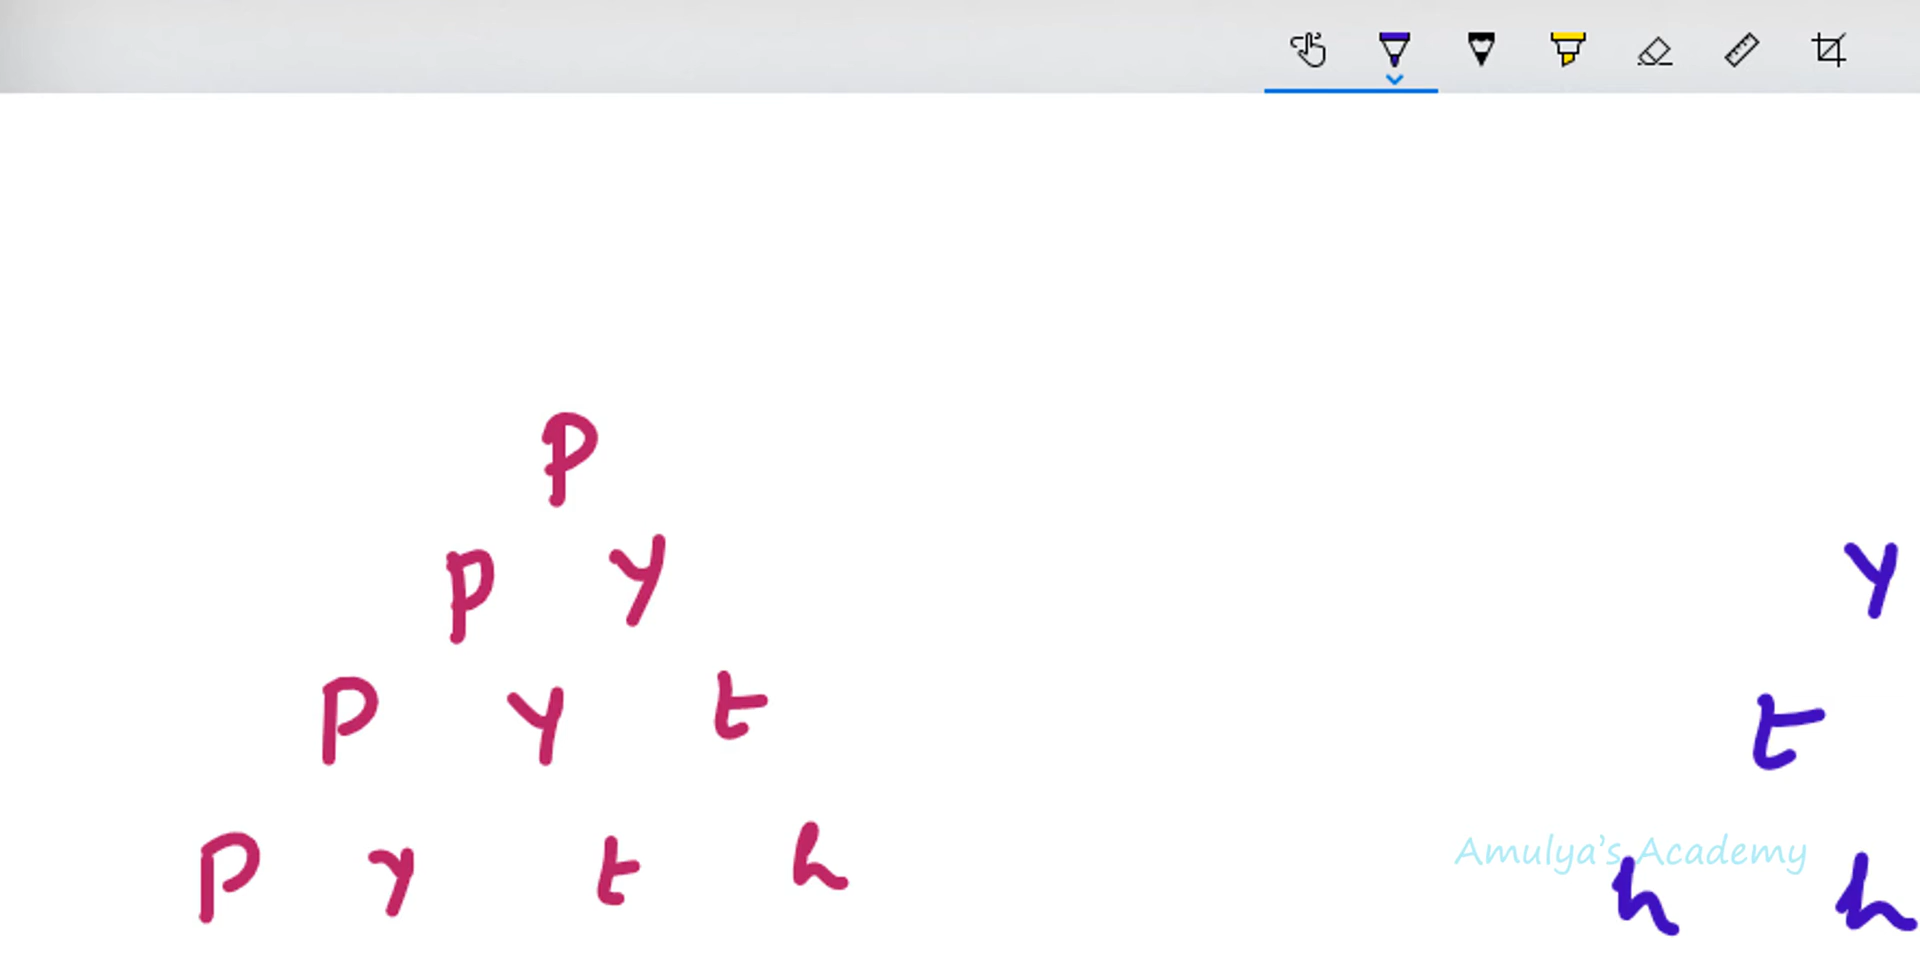 P
P y
y
P y t
t
Amulya's Academy
P y t h
h h